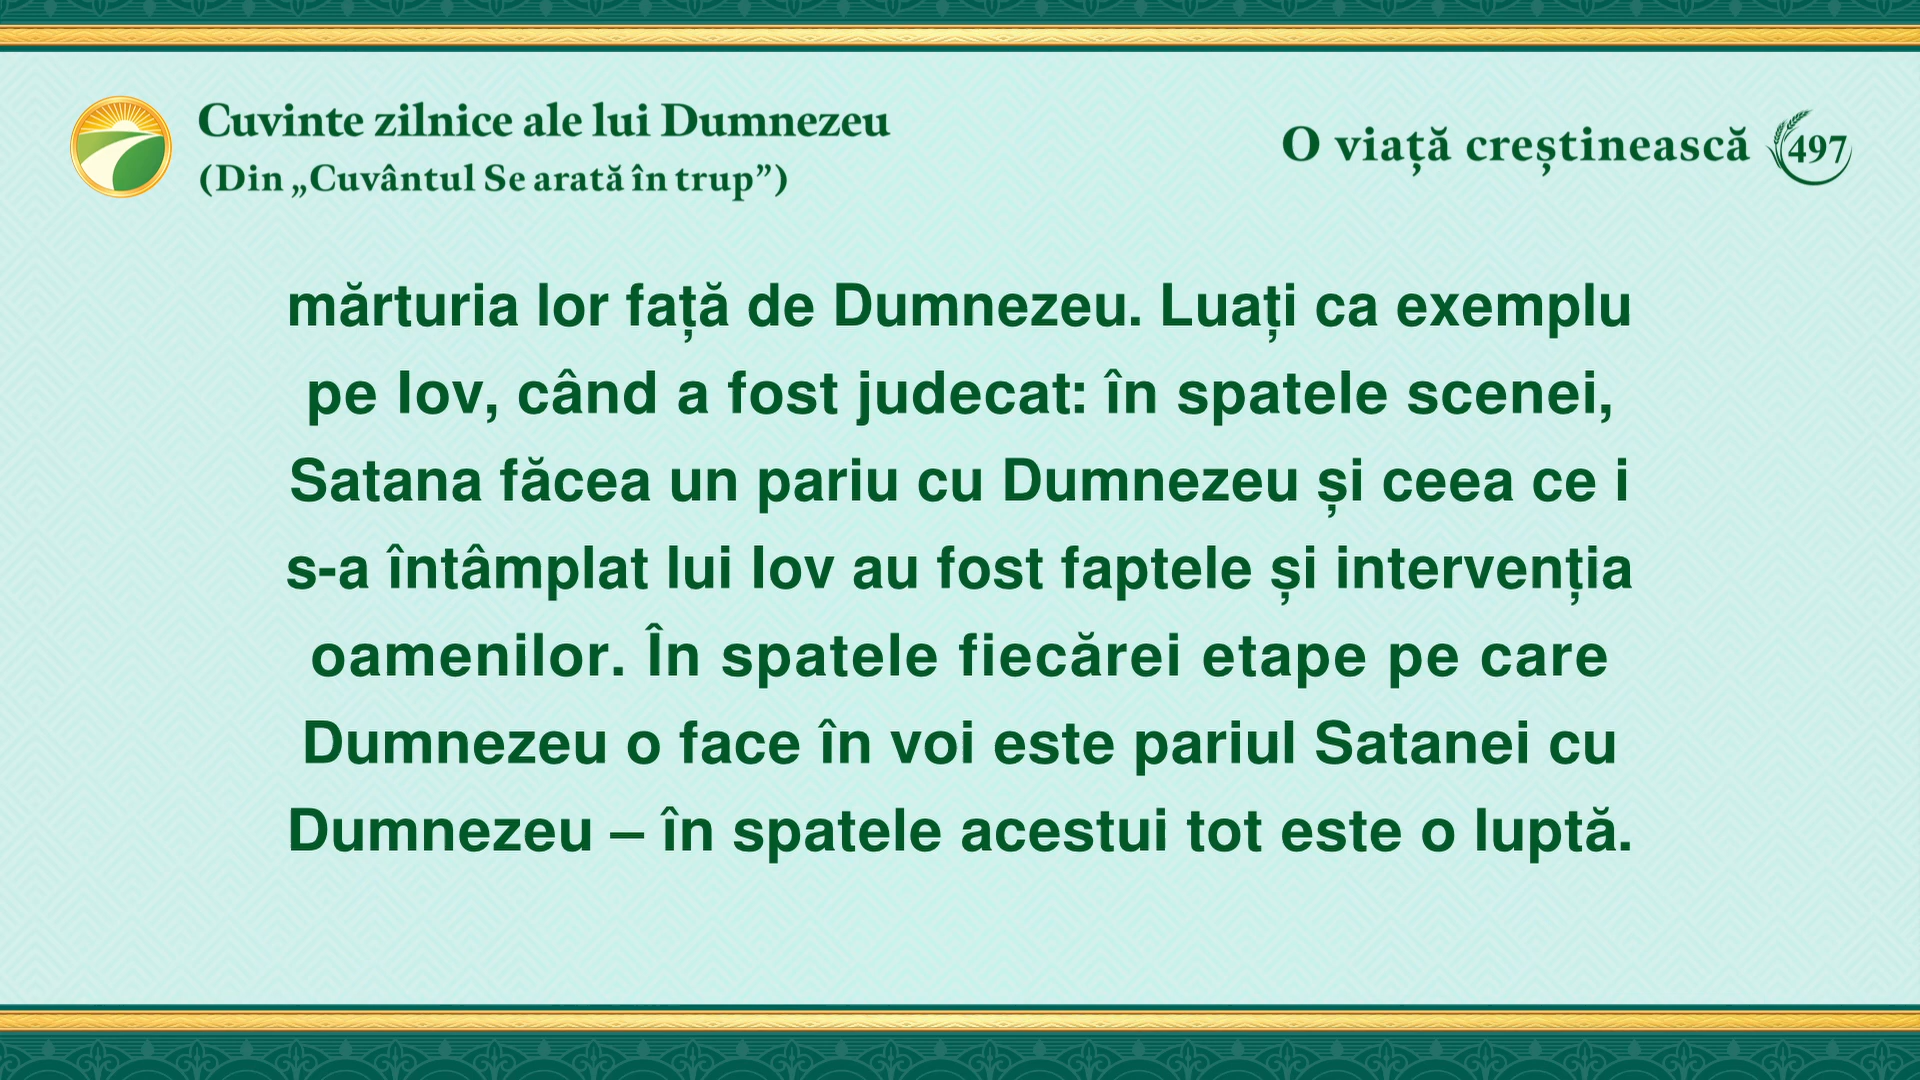 Cuvinte zilnice ale lui Dumnezeu
(Din „Cuvântul Se arată în trup”)
O viață creștinească 497
mărturia lor față de Dumnezeu. Luați ca exemplu
pe Iov, când a fost judecat: în spatele scenei,
Satana făcea un pariu cu Dumnezeu și ceea ce i
s-a întâmplat lui Iov au fost faptele și intervenția
oamenilor. În spatele fiecărei etape pe care
Dumnezeu o face în voi este pariul Satanei cu
Dumnezeu – în spatele acestui tot este o luptă.